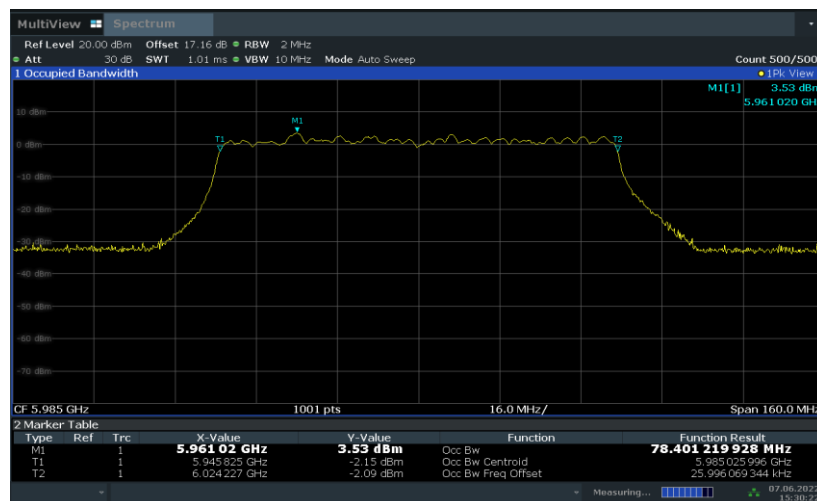 MultiView Spectrum
Ref Level 20.00 dBm Offset 17.16 dB RBW 2 MHz
Att 30 dB SWT 1.01 ms VBW 10 MHz Mode Auto Sweep Count 500/500
1 Occupied Bandwidth 1Pk View
M1[1] 3.53 dBm
5.961 020 GH
10 dBm
M1
T1 T2
0 dBm
-10 dBm
-20 dBm
-30 dBm
-40 dBm
-50 dBm
-60 dBm
-70 dBm
CF 5.985 GHz 1001 pts 16.0 MHz/ Span 160.0 MHz
2 Marker Table
Type Ref Trc X-Value Y-Value Function Function Result
M1 1 5.961 02 GHz 3.53 dBm Occ Bw 78.401 219 928 MHz
T1 1 5.945 825 GHz -2.15 dBm Occ Bw Centroid 5.985 025 996 GHz
T2 1 6.024 227 GHz -2.09 dBm Occ Bw Freq Offset 25.996 069 344 kHz
Measuring... 07.06.2022
15:30:2